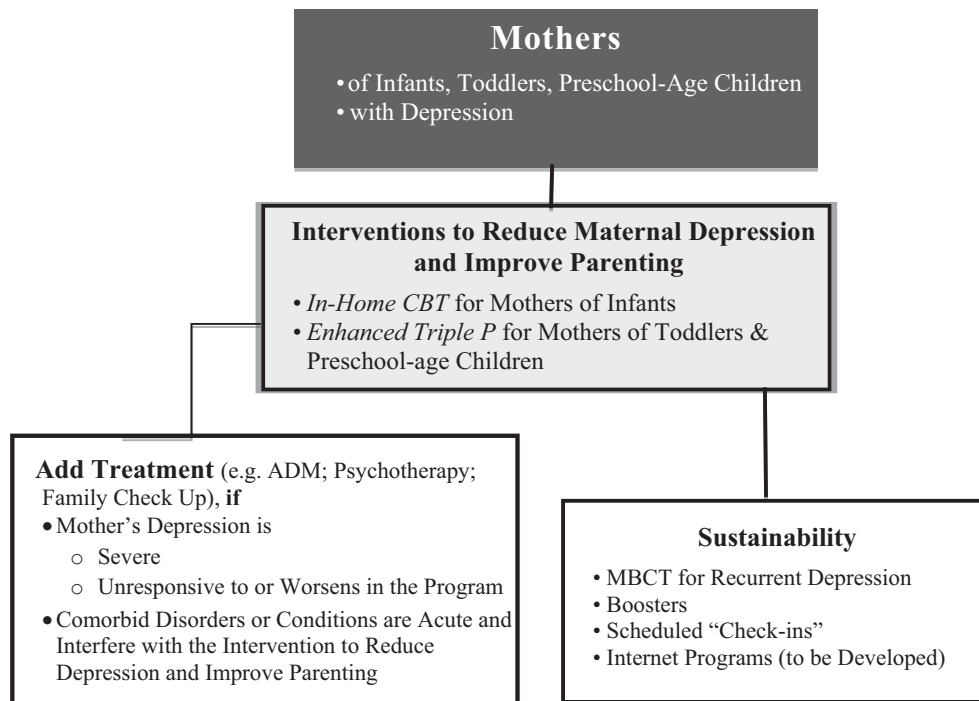 Mothers
• of Infants, Toddlers, Preschool-Age Children
• with Depression
Interventions to Reduce Maternal Depression
and Improve Parenting
• In-Home CBT for Mothers of Infants
• Enhanced Triple P for Mothers of Toddlers &
Preschool-age Children
Add Treatment (e.g. ADM; Psychotherapy;
Family Check Up), if
• Mother's Depression is
o Severe
o Unresponsive to or Worsens in the Program
• Comorbid Disorders or Conditions are Acute and
Interfere with the Intervention to Reduce
Depression and Improve Parenting
Sustainability
• MBCT for Recurrent Depression
• Boosters
• Scheduled “Check-ins”
• Internet Programs (to be Developed)